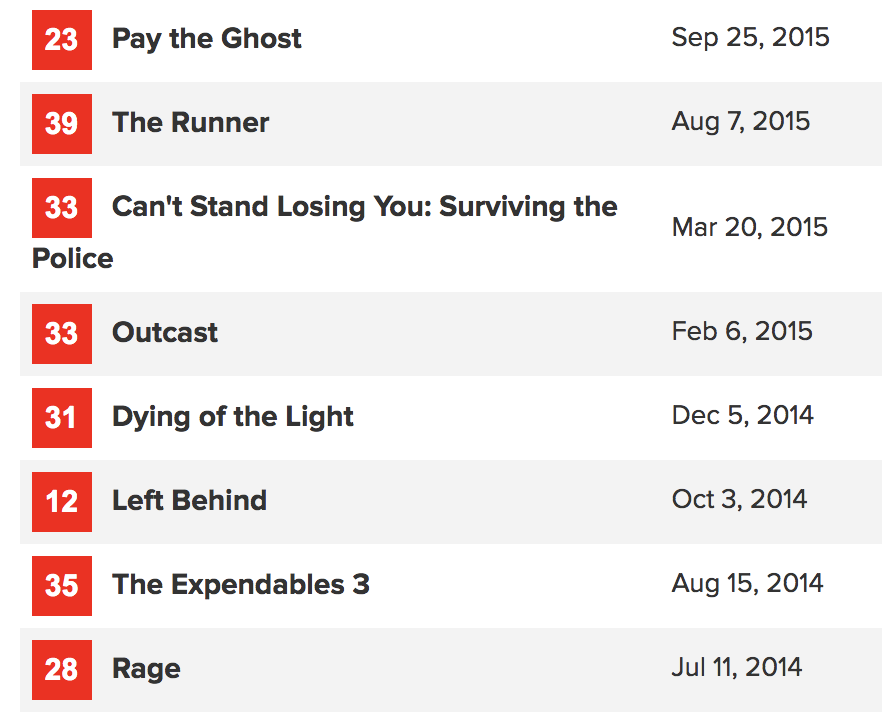 23 Pay the Ghost Sep 25, 2015
39 The Runner Aug 7, 2015
33 Can't Stand Losing You: Surviving the
Mar 20, 2015
Police
33 Outcast Feb 6, 2015
31 Dying of the Light Dec 5, 2014
12 Left Behind Oct 3, 2014
35 The Expendables 3 Aug 15, 2014
28 Rage Jul 11, 2014